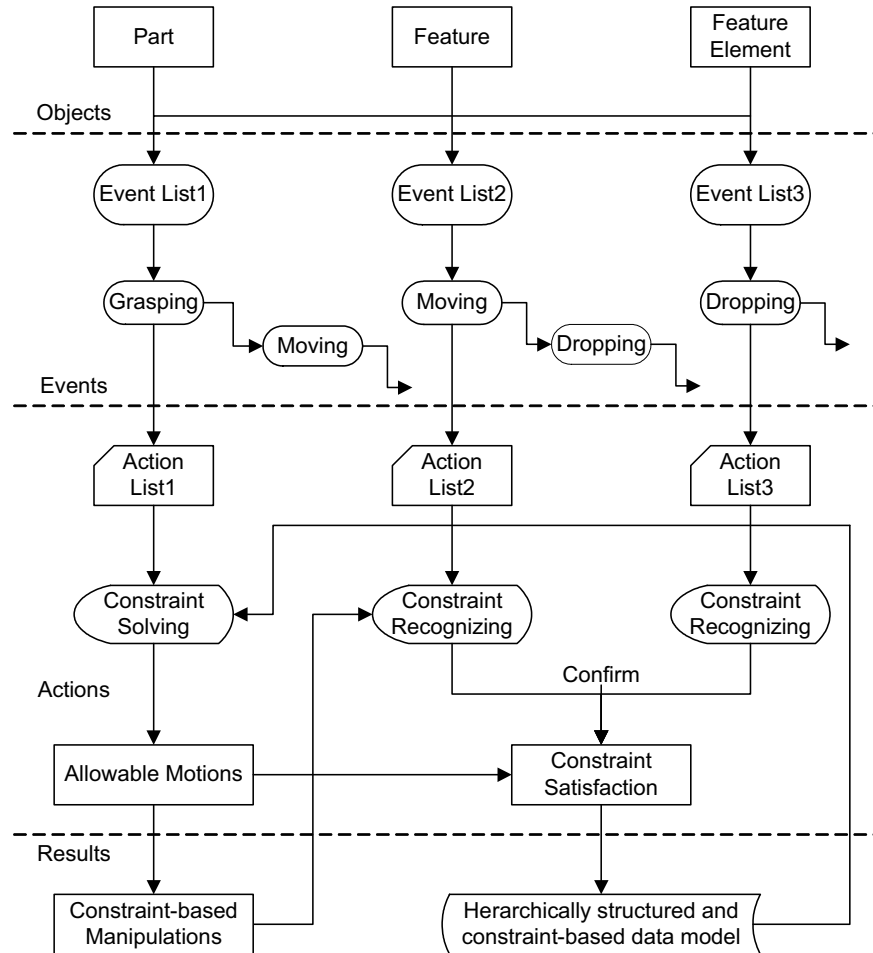 Part
Feature
Feature
Element
Objects
Event List1
Event List2
Event List3
Grasping
Moving
Dropping
Moving
Dropping
Events
Action
List1
Action
List2
Action
List3
Constraint
Solving
Constraint
Recognizing
Constraint
Recognizing
Confirm
Actions
Allowable Motions
Constraint
Satisfaction
Results
Constraint-based
Manipulations
Herarchically structured and
constraint-based data model